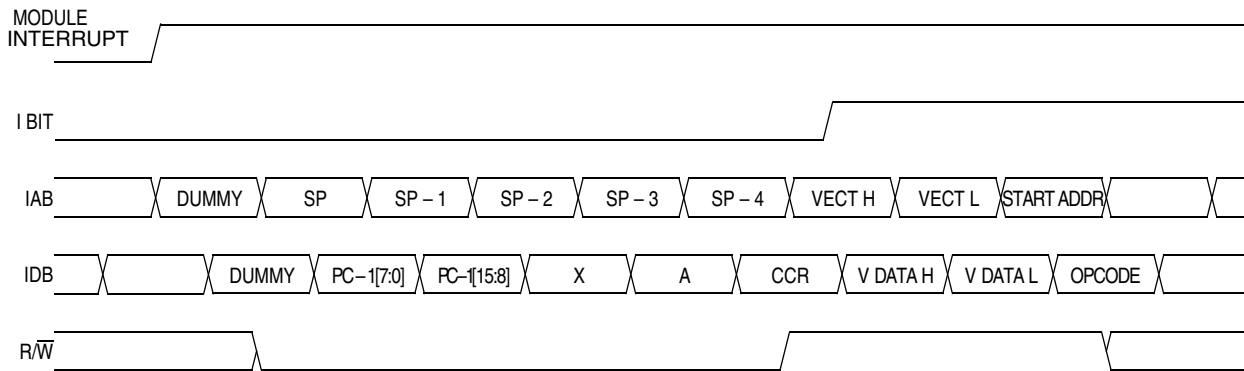 MODULE
INTERRUPT
I BIT
IAB DUMMY SP SP – 1 SP – 2 SP – 3 SP – 4 VECT H VECT L START ADDR
IDB DUMMY PC – 1[7:0] PC–1[15:8] X A CCR V DATA H V DATA L OPCODE
R/W̅